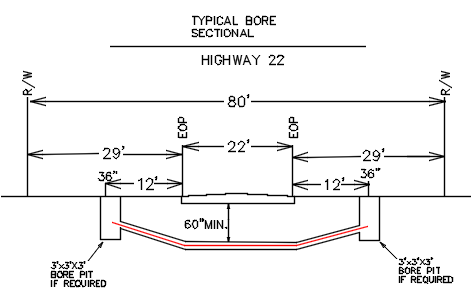 TYPICAL BORE
SECTIONAL
HIGHWAY 22
R/W
R/W
80'
EOP
EOP
29'
22'
29'
36"
12'
12'
36"
60"MIN.
3'x3'X3'
BORE PIT
IF REQUIRED
3'x3'X3'
BORE PIT
IF REQUIRED